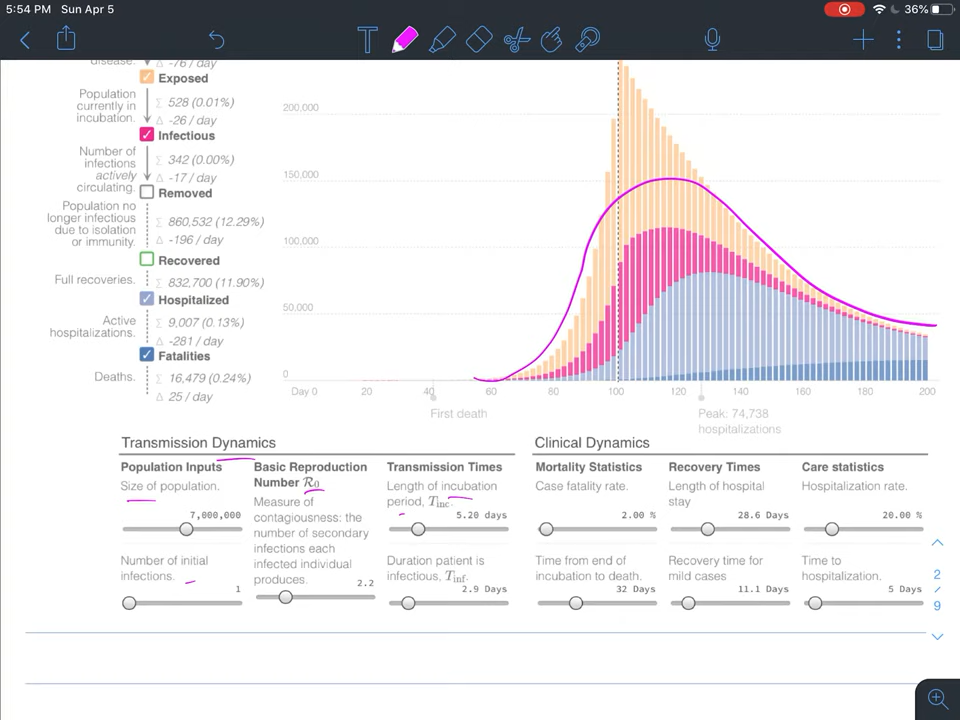 5:54 PM Sun Apr 5
36%
T
disease.
Δ -76 / day
Exposed
Population
currently in
incubation.
Σ 528 (0.01%)
Δ -26 / day
Infectious
Number of
infections
actively
circulating.
Σ 342 (0.00%)
Δ -17 / day
Removed
Population no
longer infectious
due to isolation
or immunity.
Σ 860,532 (12.29%)
Δ -196 / day
Recovered
Full recoveries.
Σ 832,700 (11.90%)
Hospitalized
Active
hospitalizations.
Σ 9,007 (0.13%)
Δ -281 / day
Fatalities
Deaths.
Σ 16,479 (0.24%)
Δ 25 / day
200,000
150,000
100,000
50,000
0
Day 0 20 40 60 80 100 120 140 160 180 200
First death
Peak: 74,738
hospitalizations
Transmission Dynamics
Population Inputs
Size of population.
7,000,000
Number of initial
infections.
1
Basic Reproduction
Number R₀
Measure of
contagiousness: the
number of secondary
infections each
infected individual
produces.
2.2
Transmission Times
Length of incubation
period, Tinc.
5.20 Days
Duration patient is
infectious, Tinf.
2.9 Days
Clinical Dynamics
Mortality Statistics
Case fatality rate.
2.00 %
Time from end of
incubation to death.
32 Days
Recovery Times
Length of hospital
stay
28.6 Days
Recovery time for
mild cases
11.1 Days
Care statistics
Hospitalization rate.
20.00 %
Time to
hospitalization.
5 Days
2
/
9